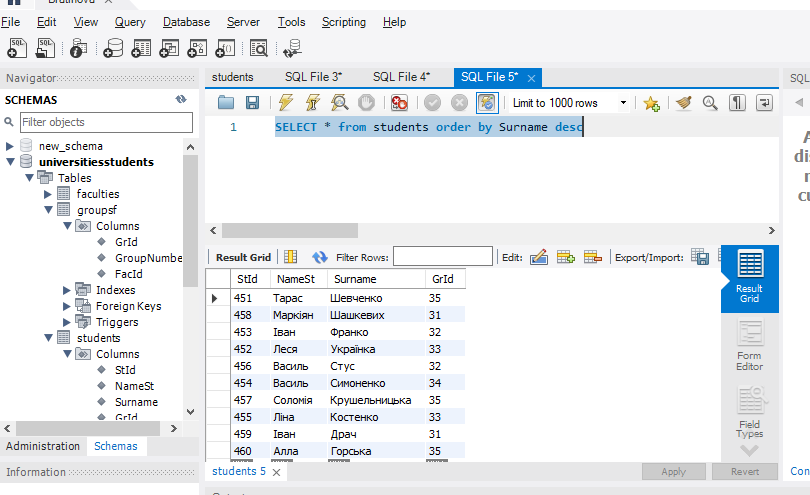 File Edit View Query Database Server Tools Scripting Help
Navigator
SCHEMAS
Filter objects
new_schema
universitiesstudents
Tables
faculties
groupsf
Columns
GrId
GroupNumbe
FacId
Indexes
Foreign Keys
Triggers
students
Columns
StId
NameSt
Surname
GrId
Administration Schemas
Information
students SQL File 3* SQL File 4* SQL File 5*
Limit to 1000 rows
1 SELECT * from students order by Surname desc
Result Grid Filter Rows: Edit: Export/Import:
StId NameSt Surname GrId
451 Тарас Шевченко 35
458 Маркіян Шашкевих 31
453 Іван Франко 32
452 Леся Українка 33
456 Василь Стус 32
454 Василь Симоненко 34
457 Соломія Крушельницька 35
455 Ліна Костенко 33
459 Іван Драч 31
460 Алла Горська 35
Result
Grid
Form
Editor
Field
Types
students 5
Apply Revert
SQL
Con